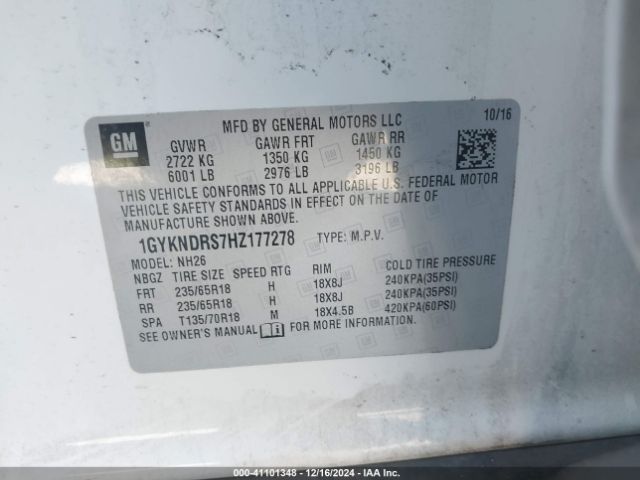 GM
MFD BY GENERAL MOTORS LLC 10/16
GVWR GAWR FRT GAWR RR
2722 KG 1350 KG 1450 KG
6001 LB 2976 LB 3196 LB
THIS VEHICLE CONFORMS TO ALL APPLICABLE U.S. FEDERAL MOTOR
VEHICLE SAFETY STANDARDS IN EFFECT ON THE DATE OF
MANUFACTURE SHOWN ABOVE.
1GYKNDRS7HZ177278 TYPE: M.P.V.
MODEL: NH26
NBGZ TIRE SIZE SPEED RTG RIM COLD TIRE PRESSURE
FRT 235/65R18 H 18X8J 240KPA(35PSI)
RR 235/65R18 H 18X8J 240KPA(35PSI)
SPA T135/70R18 M 18X4.5B 420KPA(60PSI)
SEE OWNER'S MANUAL FOR MORE INFORMATION
000-41101348 - 12/16/2024 - IAA Inc.